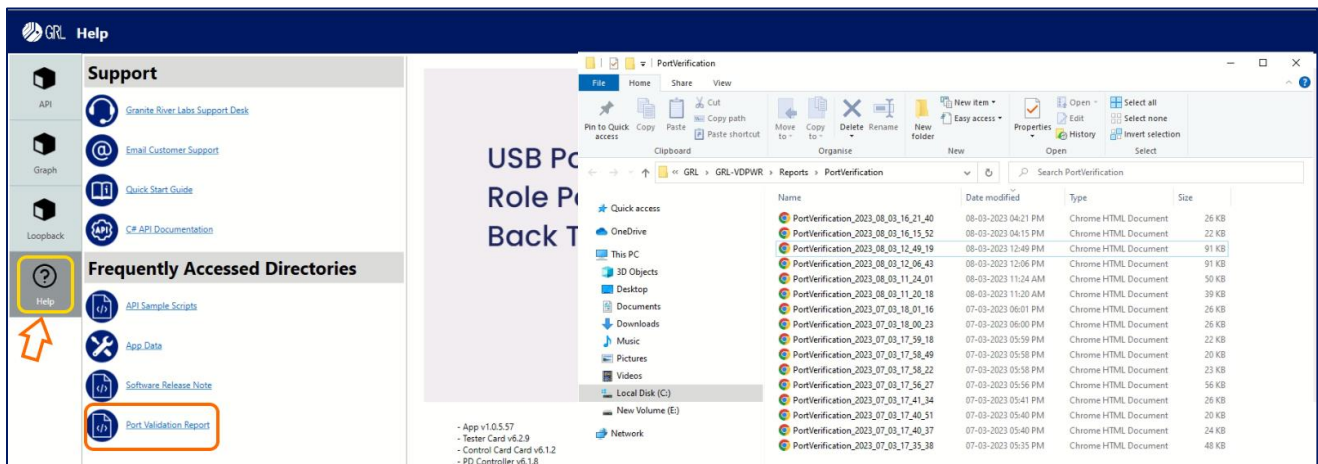 GRL Help
API
Graph
Loopback
Help
Support
Granite River Labs Support Desk
Email Customer Support
Quick Start Guide
C# API Documentation
Frequently Accessed Directories
API Sample Scripts
App Data
Software Release Note
Port Validation Report
USB Po
Role Po
Back T
- App v1.0.5.57
- Tester Card v6.2.9
- Control Card Card v6.1.2
- PD Controller v6.1.8
PortVerification
File Home Share View
Pin to Quick access
Copy
Paste
Cut
Copy path
Paste shortcut
Clipboard
Move to
Copy to
Delete
Rename
Organise
New folder
New item
Easy access
New
Properties
Open
Edit
History
Open
Select all
Select none
Invert selection
Select
« GRL › GRL-VDPWR › Reports › PortVerification
Search PortVerification
Quick access
OneDrive
This PC
3D Objects
Desktop
Documents
Downloads
Music
Pictures
Videos
Local Disk (C:)
New Volume (E:)
Network
Name Date modified Type Size
PortVerification_2023_08_03_16_21_40 08-03-2023 04:21 PM Chrome HTML Document 26 KB
PortVerification_2023_08_03_16_15_52 08-03-2023 04:15 PM Chrome HTML Document 22 KB
PortVerification_2023_08_03_12_49_19 08-03-2023 12:49 PM Chrome HTML Document 91 KB
PortVerification_2023_08_03_12_06_43 08-03-2023 12:06 PM Chrome HTML Document 91 KB
PortVerification_2023_08_03_11_24_01 08-03-2023 11:24 AM Chrome HTML Document 50 KB
PortVerification_2023_08_03_11_20_18 08-03-2023 11:20 AM Chrome HTML Document 39 KB
PortVerification_2023_07_03_18_01_16 07-03-2023 06:01 PM Chrome HTML Document 26 KB
PortVerification_2023_07_03_18_00_23 07-03-2023 06:00 PM Chrome HTML Document 26 KB
PortVerification_2023_07_03_17_59_18 07-03-2023 05:59 PM Chrome HTML Document 22 KB
PortVerification_2023_07_03_17_58_49 07-03-2023 05:58 PM Chrome HTML Document 20 KB
PortVerification_2023_07_03_17_58_22 07-03-2023 05:58 PM Chrome HTML Document 23 KB
PortVerification_2023_07_03_17_56_27 07-03-2023 05:56 PM Chrome HTML Document 56 KB
PortVerification_2023_07_03_17_41_34 07-03-2023 05:41 PM Chrome HTML Document 26 KB
PortVerification_2023_07_03_17_40_51 07-03-2023 05:40 PM Chrome HTML Document 20 KB
PortVerification_2023_07_03_17_40_37 07-03-2023 05:40 PM Chrome HTML Document 24 KB
PortVerification_2023_07_03_17_35_38 07-03-2023 05:35 PM Chrome HTML Document 48 KB